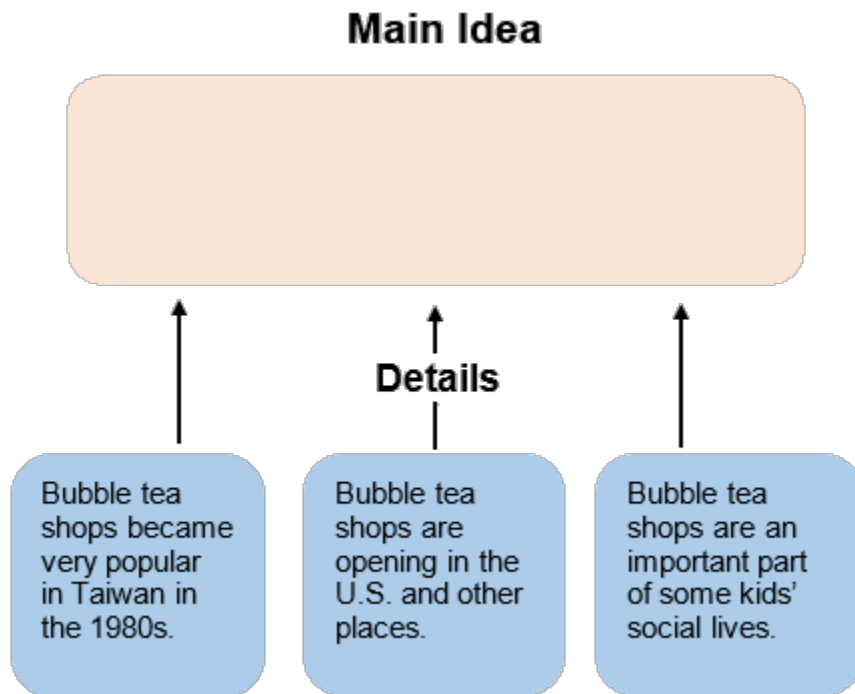 Main Idea
Details
Bubble tea
shops became
very popular
in Taiwan in
the 1980s.
Bubble tea
shops are
opening in the
U.S. and other
places.
Bubble tea
shops are an
important part
of some kids’
social lives.